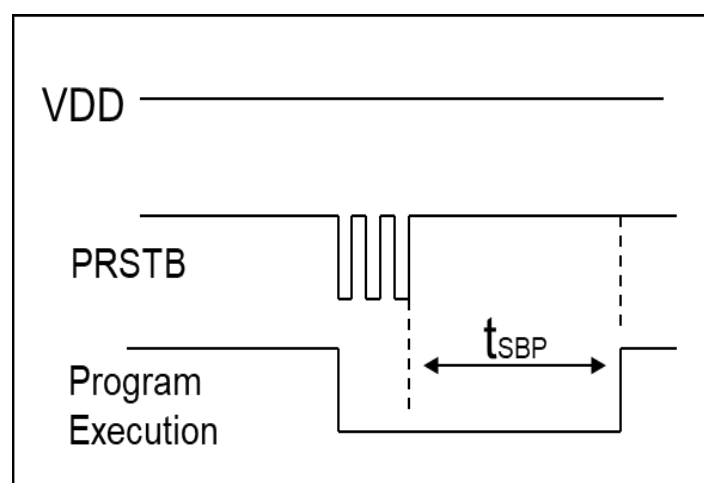 VDD
PRSTB
tSBP
Program
Execution